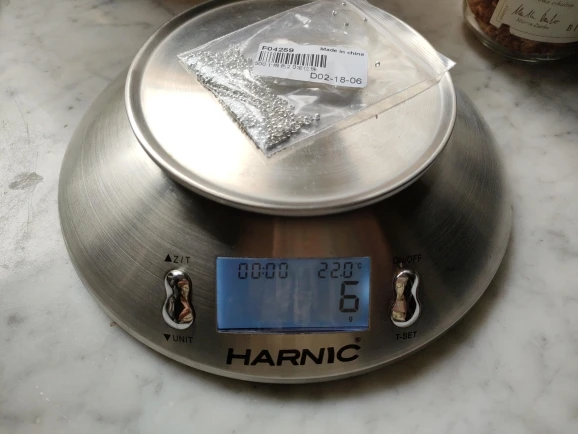 F04259
Made in china
D02-18-06
▲Z/T
▼UNIT
00:00 22.0°
6
g
ON-OFF
T-SET
HARNIC®